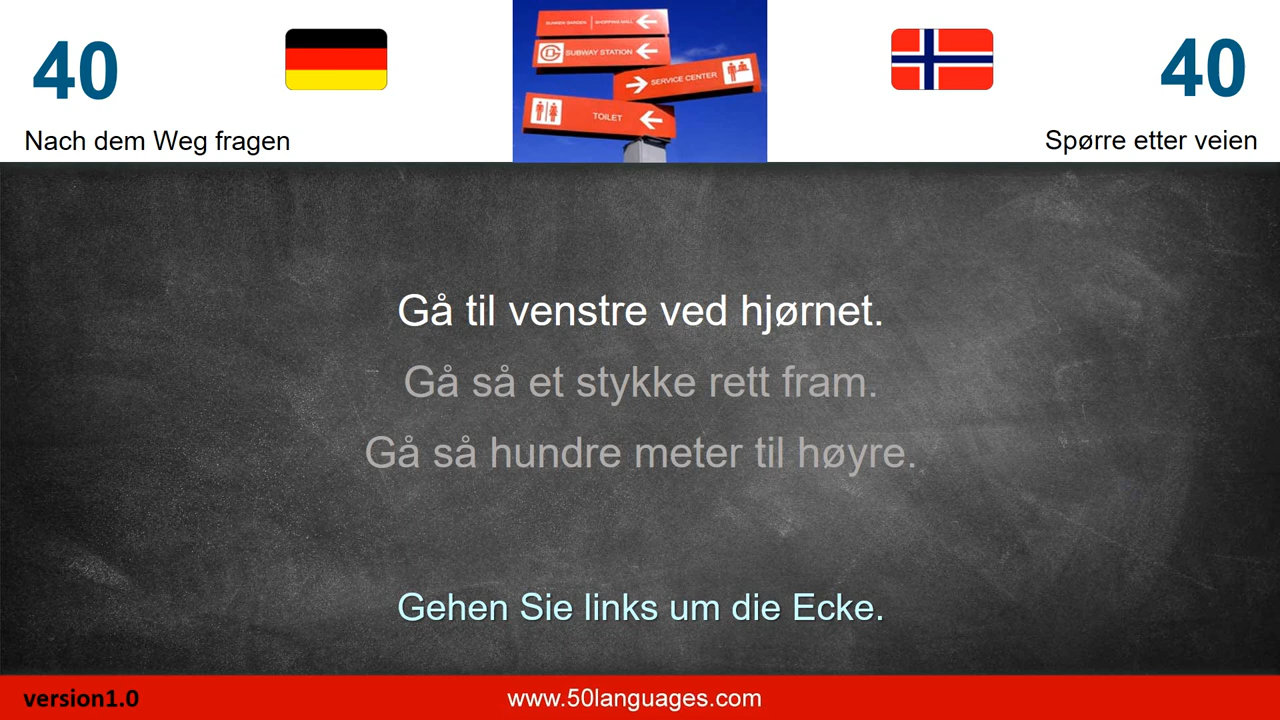 40
Nach dem Weg fragen
SHOPPING MALL
SUBWAY STATION
SERVICE CENTER
TOILET
40
Spørre etter veien
Gå til venstre ved hjørnet.
Gå så et stykke rett fram.
Gå så hundre meter til høyre.
Gehen Sie links um die Ecke.
version1.0
www.50languages.com